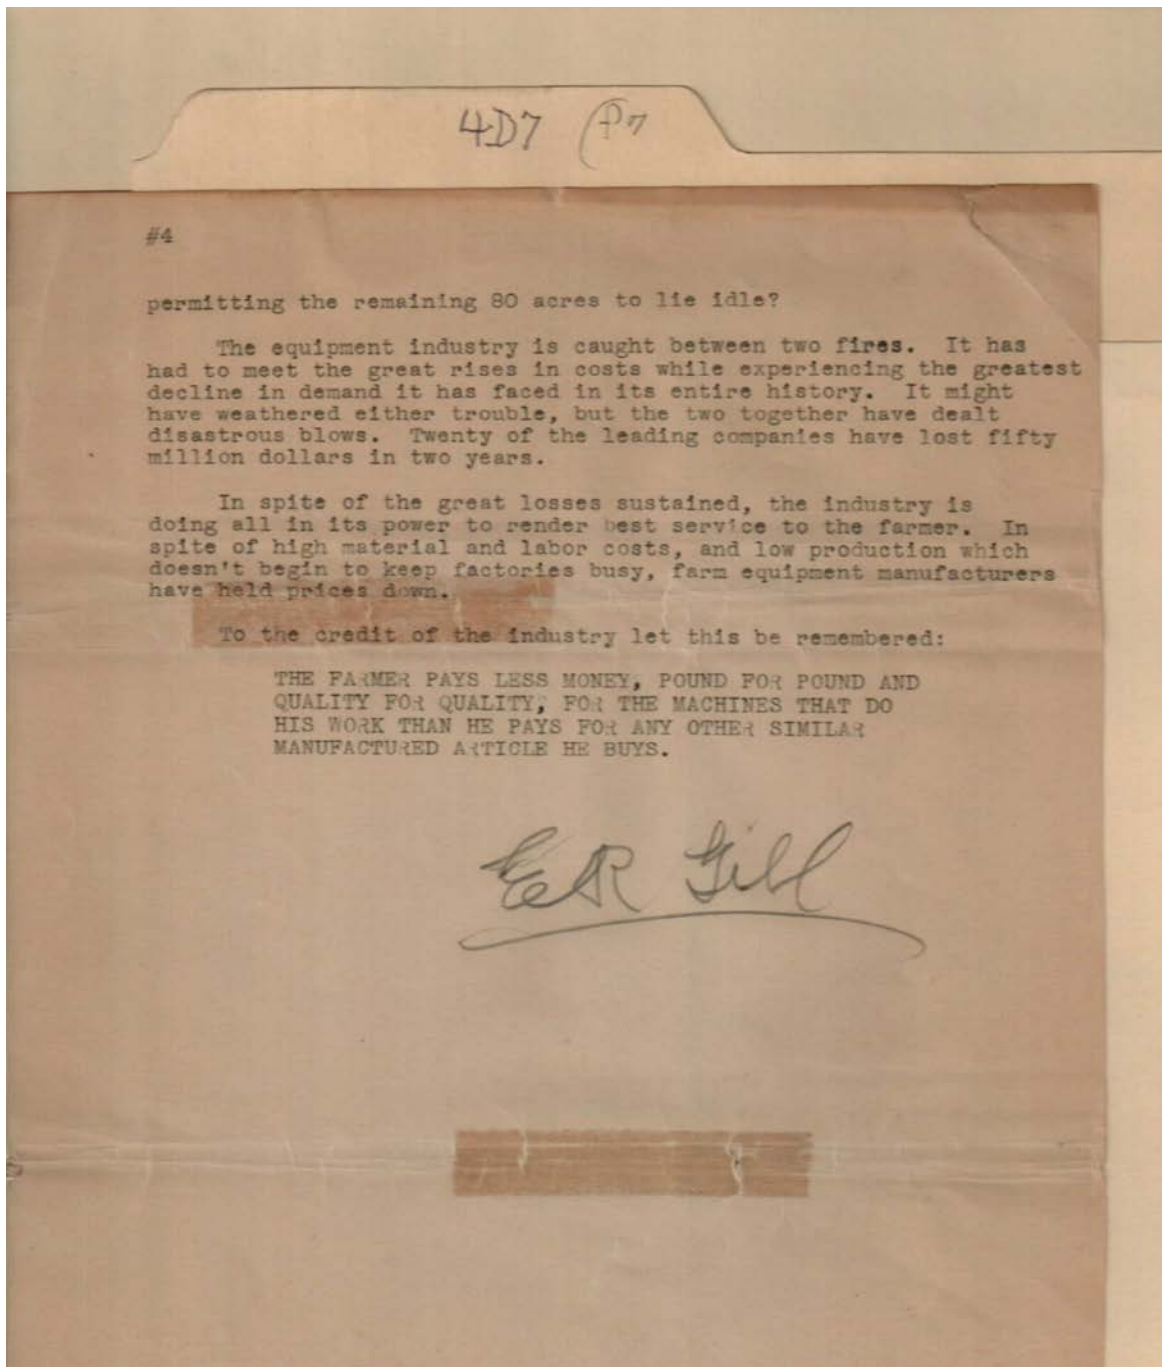 4D7 (P7
#4
permitting the remaining 80 acres to lie idle?
The equipment industry is caught between two fires. It has
had to meet the great rises in costs while experiencing the greatest
decline in demand it has faced in its entire history. It might
have weathered either trouble, but the two together have dealt
disastrous blows. Twenty of the leading companies have lost fifty
million dollars in two years.
In spite of the great losses sustained, the industry is
doing all in its power to render best service to the farmer. In
spite of high material and labor costs, and low production which
doesn't begin to keep factories busy, farm equipment manufacturers
have held prices down.
To the credit of the industry let this be remembered:
THE FARMER PAYS LESS MONEY, POUND FOR POUND AND
QUALITY FOR QUALITY, FOR THE MACHINES THAT DO
HIS WORK THAN HE PAYS FOR ANY OTHER SIMILAR
MANUFACTURED ARTICLE HE BUYS.
E R Gill